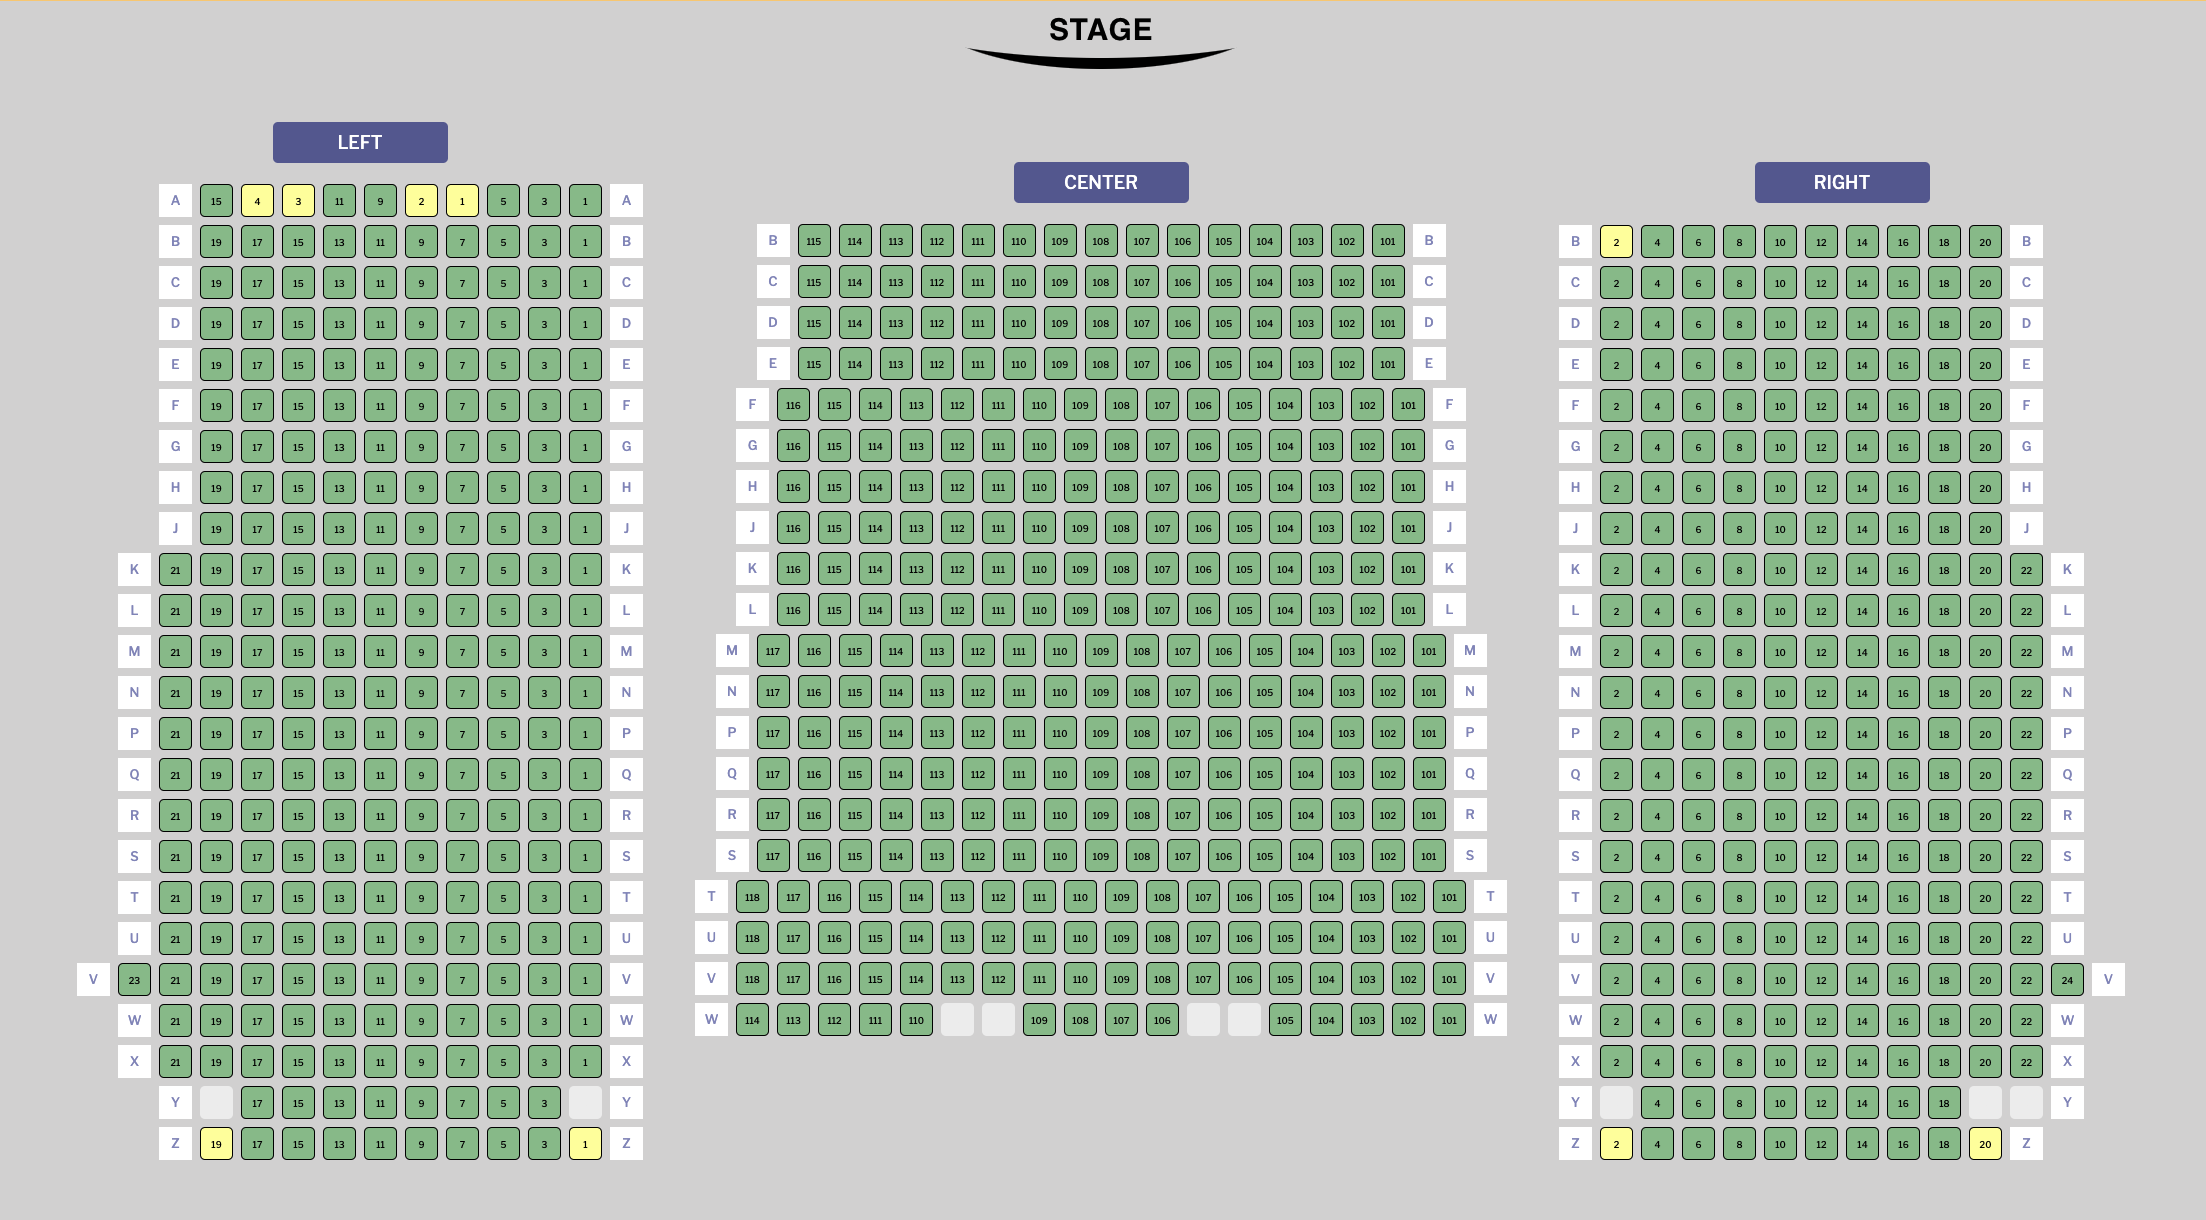 STAGE
LEFT
CENTER
RIGHT
A 15 4 3 11 9 2 1 5 3 1 A
B 19 17 15 13 11 9 7 5 3 1 B
C 19 17 15 13 11 9 7 5 3 1 C
D 19 17 15 13 11 9 7 5 3 1 D
E 19 17 15 13 11 9 7 5 3 1 E
F 19 17 15 13 11 9 7 5 3 1 F
G 19 17 15 13 11 9 7 5 3 1 G
H 19 17 15 13 11 9 7 5 3 1 H
J 19 17 15 13 11 9 7 5 3 1 J
K 21 19 17 15 13 11 9 7 5 3 1 K
L 21 19 17 15 13 11 9 7 5 3 1 L
M 21 19 17 15 13 11 9 7 5 3 1 M
N 21 19 17 15 13 11 9 7 5 3 1 N
P 21 19 17 15 13 11 9 7 5 3 1 P
Q 21 19 17 15 13 11 9 7 5 3 1 Q
R 21 19 17 15 13 11 9 7 5 3 1 R
S 21 19 17 15 13 11 9 7 5 3 1 S
T 21 19 17 15 13 11 9 7 5 3 1 T
U 21 19 17 15 13 11 9 7 5 3 1 U
V 23 21 19 17 15 13 11 9 7 5 3 1 V
W 21 19 17 15 13 11 9 7 5 3 1 W
X 21 19 17 15 13 11 9 7 5 3 1 X
Y 17 15 13 11 9 7 5 3 Y
Z 19 17 15 13 11 9 7 5 3 1 Z
B 115 114 113 112 111 110 109 108 107 106 105 104 103 102 101 B
C 115 114 113 112 111 110 109 108 107 106 105 104 103 102 101 C
D 115 114 113 112 111 110 109 108 107 106 105 104 103 102 101 D
E 115 114 113 112 111 110 109 108 107 106 105 104 103 102 101 E
F 116 115 114 113 112 111 110 109 108 107 106 105 104 103 102 101 F
G 116 115 114 113 112 111 110 109 108 107 106 105 104 103 102 101 G
H 116 115 114 113 112 111 110 109 108 107 106 105 104 103 102 101 H
J 116 115 114 113 112 111 110 109 108 107 106 105 104 103 102 101 J
K 116 115 114 113 112 111 110 109 108 107 106 105 104 103 102 101 K
L 116 115 114 113 112 111 110 109 108 107 106 105 104 103 102 101 L
M 117 116 115 114 113 112 111 110 109 108 107 106 105 104 103 102 101 M
N 117 116 115 114 113 112 111 110 109 108 107 106 105 104 103 102 101 N
P 117 116 115 114 113 112 111 110 109 108 107 106 105 104 103 102 101 P
Q 117 116 115 114 113 112 111 110 109 108 107 106 105 104 103 102 101 Q
R 117 116 115 114 113 112 111 110 109 108 107 106 105 104 103 102 101 R
S 117 116 115 114 113 112 111 110 109 108 107 106 105 104 103 102 101 S
T 118 117 116 115 114 113 112 111 110 109 108 107 106 105 104 103 102 101 T
U 118 117 116 115 114 113 112 111 110 109 108 107 106 105 104 103 102 101 U
V 118 117 116 115 114 113 112 111 110 109 108 107 106 105 104 103 102 101 V
W 114 113 112 111 110 109 108 107 106 105 104 103 102 101 W
B 2 4 6 8 10 12 14 16 18 20 B
C 2 4 6 8 10 12 14 16 18 20 C
D 2 4 6 8 10 12 14 16 18 20 D
E 2 4 6 8 10 12 14 16 18 20 E
F 2 4 6 8 10 12 14 16 18 20 F
G 2 4 6 8 10 12 14 16 18 20 G
H 2 4 6 8 10 12 14 16 18 20 H
J 2 4 6 8 10 12 14 16 18 20 J
K 2 4 6 8 10 12 14 16 18 20 22 K
L 2 4 6 8 10 12 14 16 18 20 22 L
M 2 4 6 8 10 12 14 16 18 20 22 M
N 2 4 6 8 10 12 14 16 18 20 22 N
P 2 4 6 8 10 12 14 16 18 20 22 P
Q 2 4 6 8 10 12 14 16 18 20 22 Q
R 2 4 6 8 10 12 14 16 18 20 22 R
S 2 4 6 8 10 12 14 16 18 20 22 S
T 2 4 6 8 10 12 14 16 18 20 22 T
U 2 4 6 8 10 12 14 16 18 20 22 U
V 2 4 6 8 10 12 14 16 18 20 22 24 V
W 2 4 6 8 10 12 14 16 18 20 22 W
X 2 4 6 8 10 12 14 16 18 20 22 X
Y 4 6 8 10 12 14 16 18 Y
Z 2 4 6 8 10 12 14 16 18 20 Z